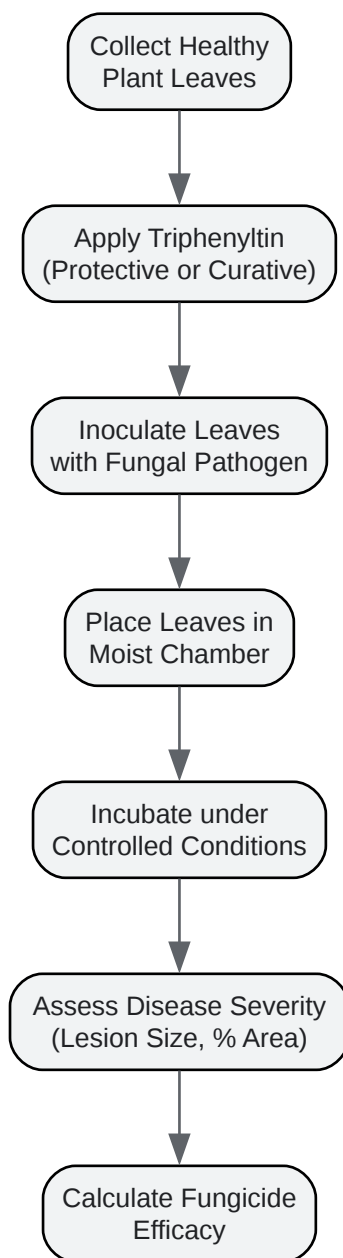 Collect Healthy
Plant Leaves
Apply Triphenyltin
(Protective or Curative)
Inoculate Leaves
with Fungal Pathogen
Place Leaves in
Moist Chamber
Incubate under
Controlled Conditions
Assess Disease Severity
(Lesion Size, % Area)
Calculate Fungicide
Efficacy